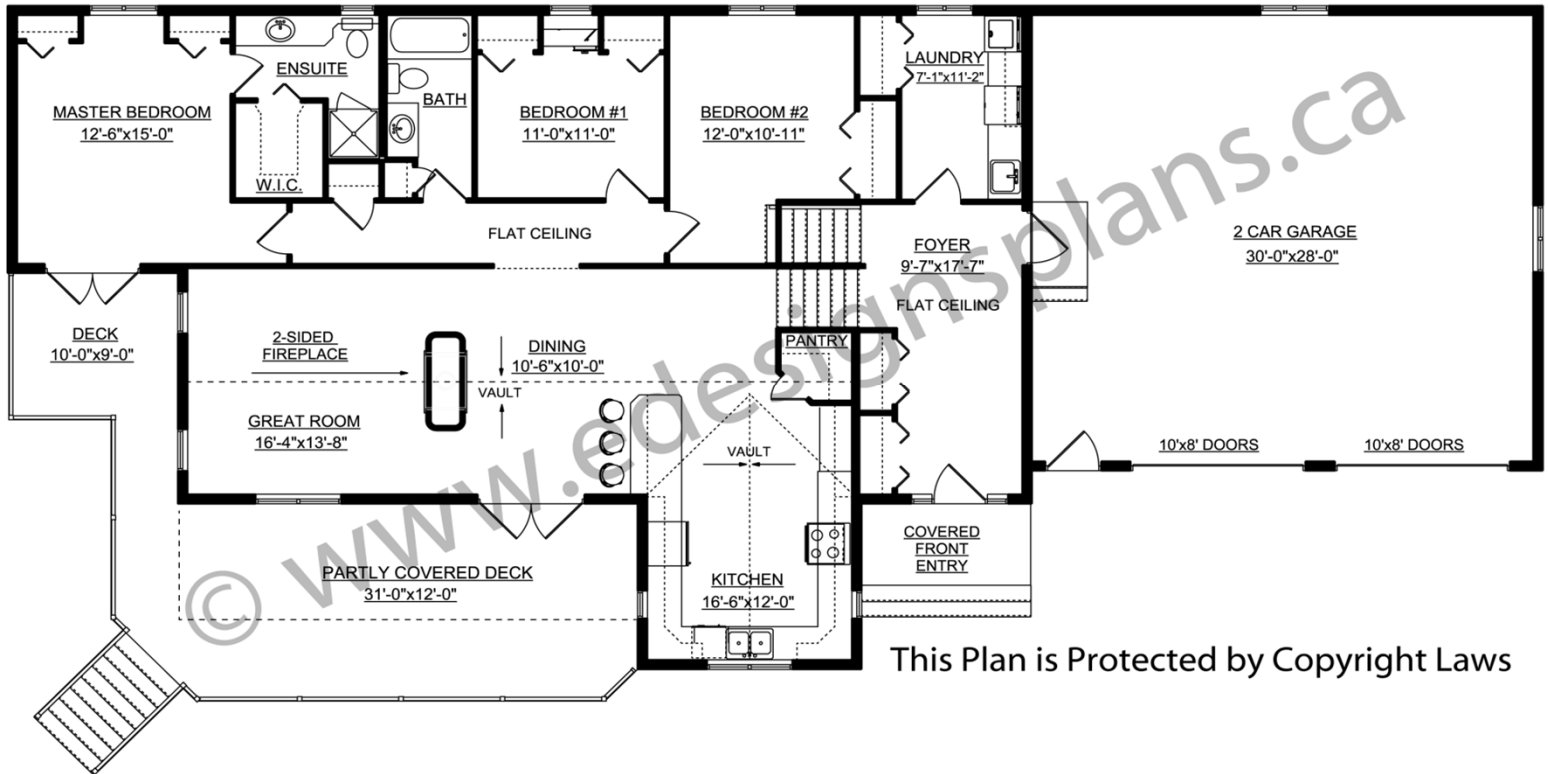 MASTER BEDROOM
12'-6"x15'-0"
ENSUITE
W.I.C.
BATH
BEDROOM #1
11'-0"x11'-0"
BEDROOM #2
12'-0"x10'-11"
LAUNDRY
7'-1"x11'-2"
FLAT CEILING
FOYER
9'-7"x17'-7"
FLAT CEILING
2 CAR GARAGE
30'-0"x28'-0"
DECK
10'-0"x9'-0"
2-SIDED
FIREPLACE
DINING
10'-6"x10'-0"
VAULT
PANTRY
GREAT ROOM
16'-4"x13'-8"
VAULT
10'x8' DOORS
10'x8' DOORS
COVERED
FRONT
ENTRY
PARTLY COVERED DECK
31'-0"x12'-0"
KITCHEN
16'-6"x12'-0"
© www.edesignsplans.ca
This Plan is Protected by Copyright Laws